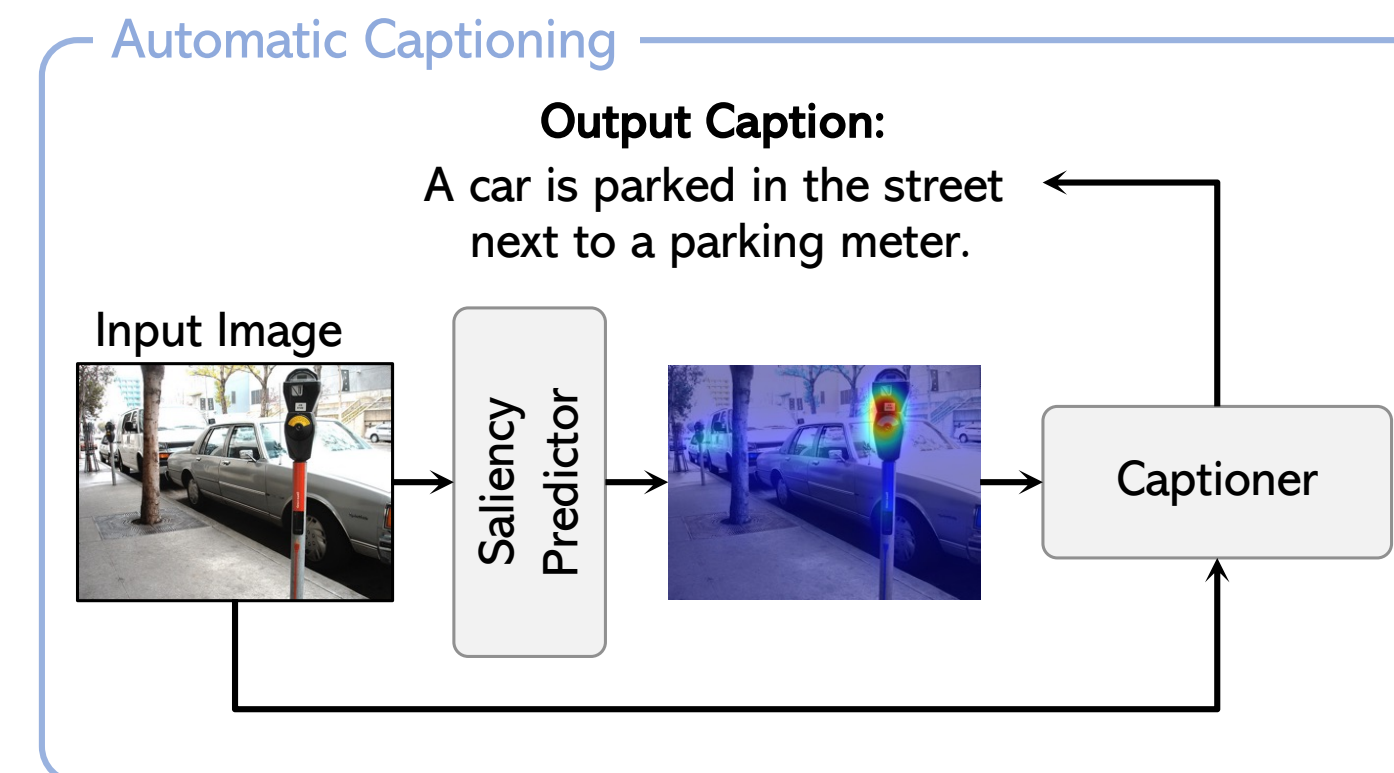 Automatic Captioning
Output Caption:
A car is parked in the street
next to a parking meter.
Input Image
Saliency
Predictor
Captioner